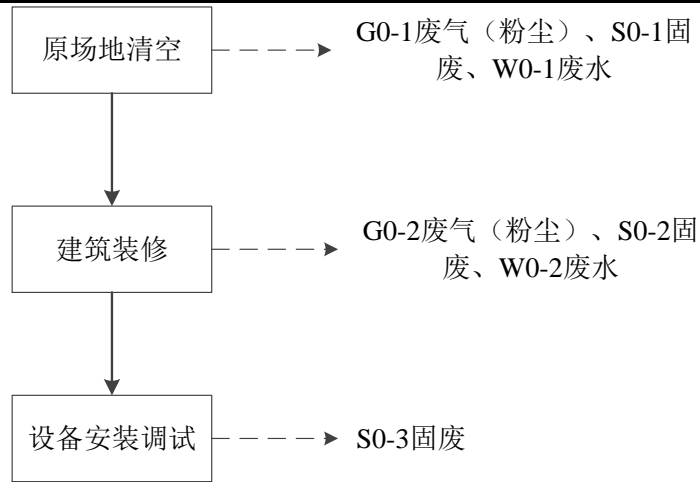 原场地清空
G0-1废气（粉尘）、S0-1固
废、W0-1废水
建筑装修
G0-2废气（粉尘）、S0-2固
废、W0-2废水
设备安装调试
S0-3固废